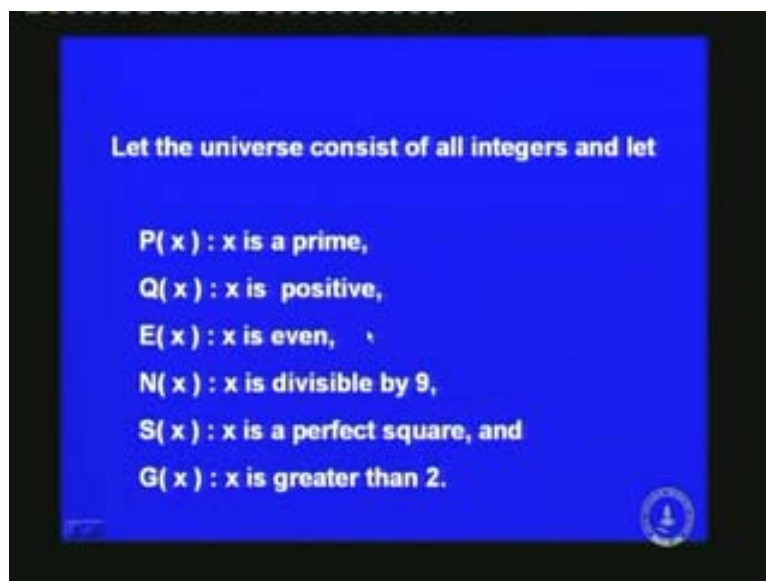 Let the universe consist of all integers and let
P( x ) : x is a prime,
Q( x ) : x is  positive,
E( x ) : x is even,
N( x ) : x is divisible by 9,
S( x ) : x is a perfect square, and
G( x ) : x is greater than 2.